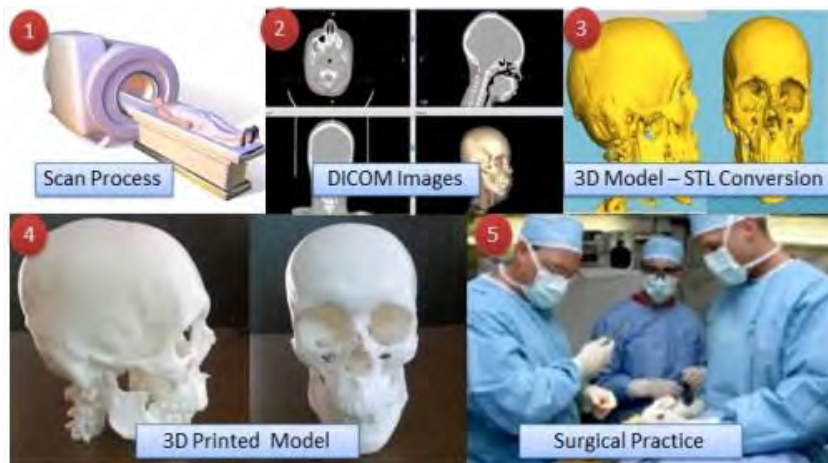 1
Scan Process
2
DICOM Images
3
3D Model – STL Conversion
4
3D Printed Model
5
Surgical Practice